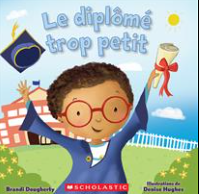 Le diplômé
trop petit
Brandi Dougherty
SCHOLASTIC
Illustrations de
Denise Hughes